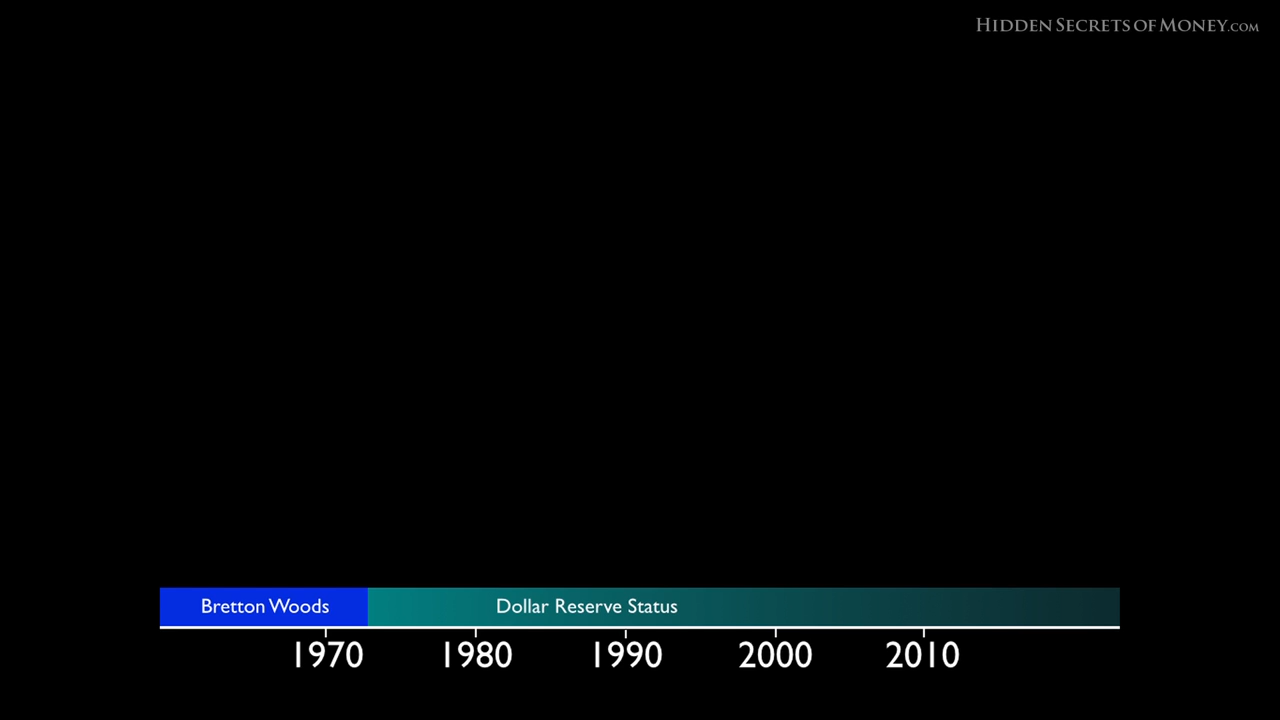 HIDDEN SECRETS OF MONEY.COM
Bretton Woods
Dollar Reserve Status
1970 1980 1990 2000 2010